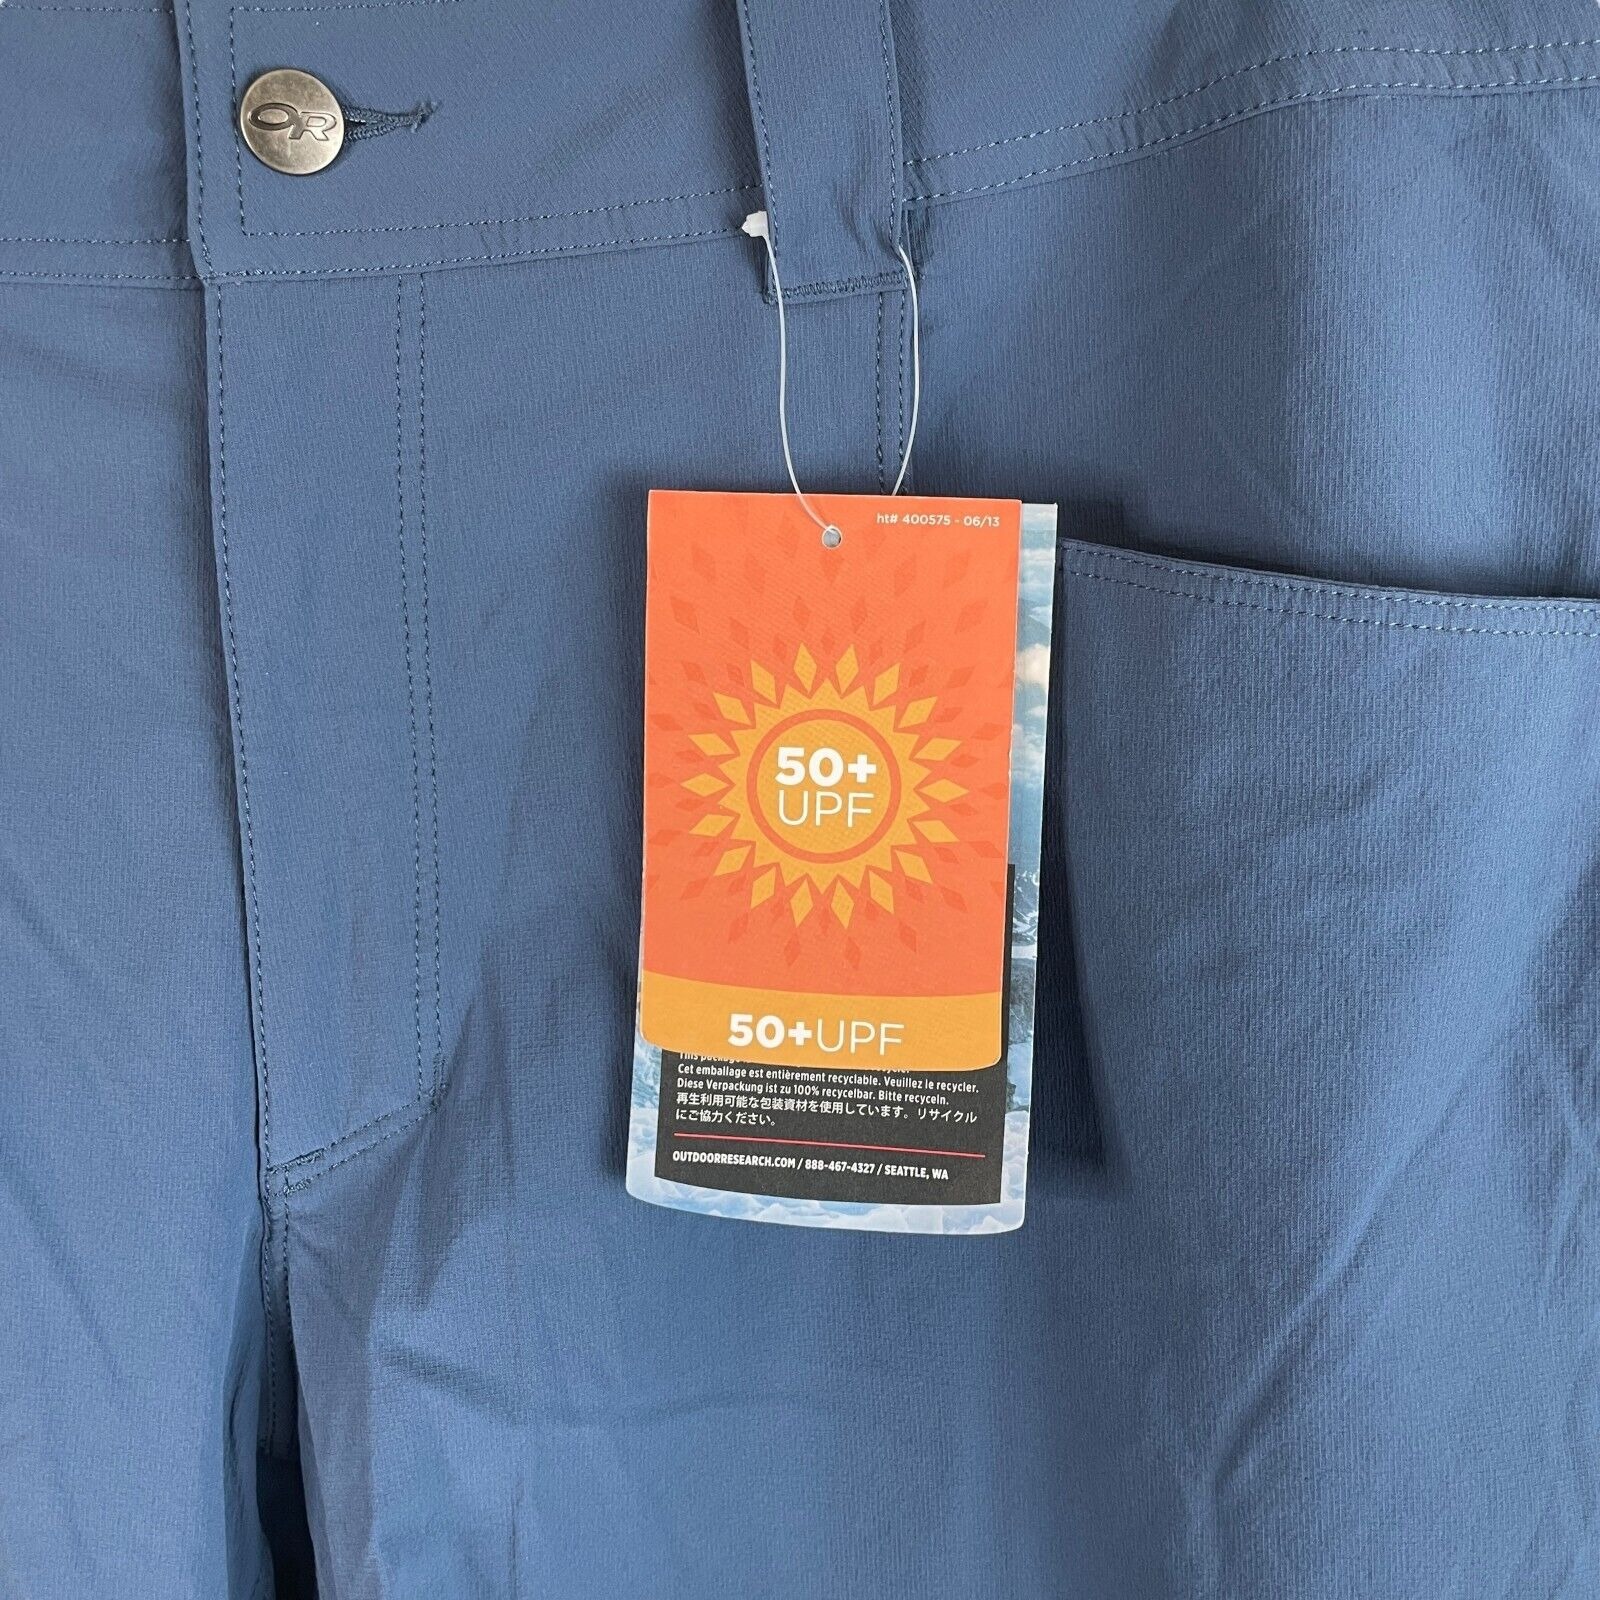 OR
ht# 400575 - 06/13
50+
UPF
50+UPF
This package
Cet emballage est entièrement recyclable. Veuillez le recycler.
Diese Verpackung ist zu 100% recycelbar. Bitte recyceln.
再生利用可能な包装資材を使用しています。リサイクル
にご協力ください。
OUTDOORRESEARCH.COM / 888-467-4327 / SEATTLE, WA